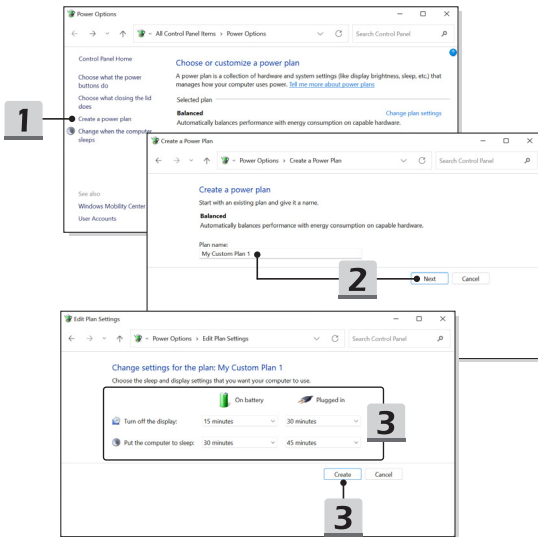 Power Options
All Control Panel Items > Power Options
Search Control Panel
Control Panel Home
Choose what the power
buttons do
Choose what closing the lid
does
Create a power plan
Change when the computer
sleeps
See also
Windows Mobility Center
User Accounts
Choose or customize a power plan
A power plan is a collection of hardware and system settings (like display brightness, sleep, etc.) that
manages how your computer uses power. Tell me more about power plans
Selected plan
Balanced
Change plan settings
Automatically balances performance with energy consumption on capable hardware.
1
Create a Power Plan
Power Options > Create a Power Plan
Search Control Panel
Create a power plan
Start with an existing plan and give it a name.
Balanced
Automatically balances performance with energy consumption on capable hardware.
Plan name:
My Custom Plan 1
2
Next
Cancel
Edit Plan Settings
Power Options > Edit Plan Settings
Search Control Panel
Change settings for the plan: My Custom Plan 1
Choose the sleep and display settings that you want your computer to use.
On battery
Plugged in
Turn off the display:
15 minutes
30 minutes
Put the computer to sleep:
30 minutes
45 minutes
3
Create
Cancel
3